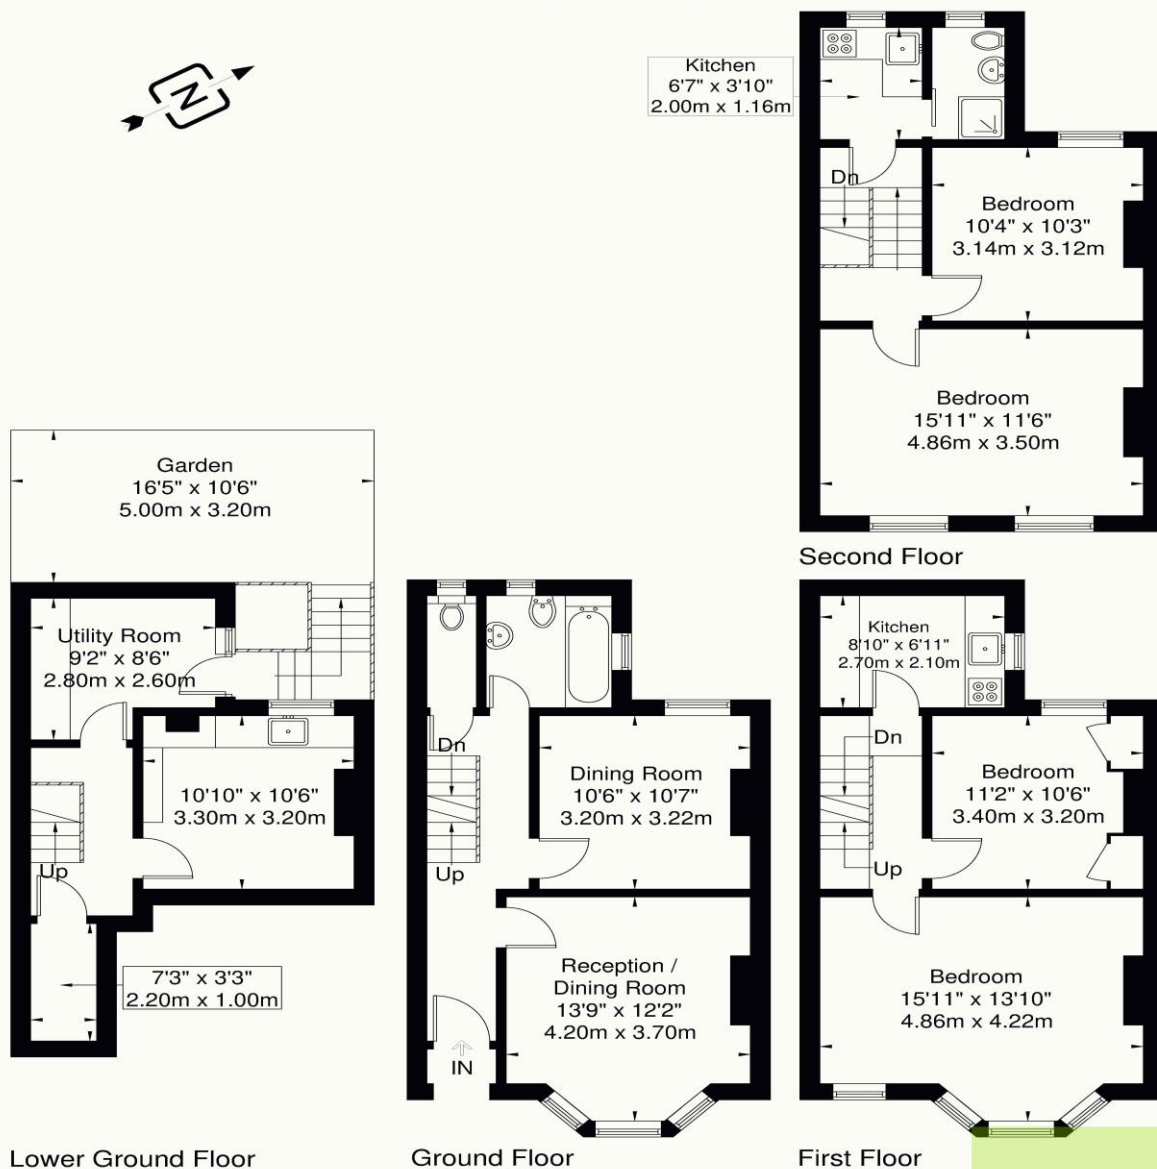 N
Kitchen
6'7" x 3'10"
2.00m x 1.16m
Dn
Bedroom
10'4" x 10'3"
3.14m x 3.12m
Bedroom
15'11" x 11'6"
4.86m x 3.50m
Second Floor
Garden
16'5" x 10'6"
5.00m x 3.20m
Utility Room
9'2" x 8'6"
2.80m x 2.60m
10'10" x 10'6"
3.30m x 3.20m
Up
7'3" x 3'3"
2.20m x 1.00m
Lower Ground Floor
Dn
Dining Room
10'6" x 10'7"
3.20m x 3.22m
Up
Reception /
Dining Room
13'9" x 12'2"
4.20m x 3.70m
IN
Ground Floor
Kitchen
8'10" x 6'11"
2.70m x 2.10m
Dn
Bedroom
11'2" x 10'6"
3.40m x 3.20m
Up
Bedroom
15'11" x 13'10"
4.86m x 4.22m
First Floor